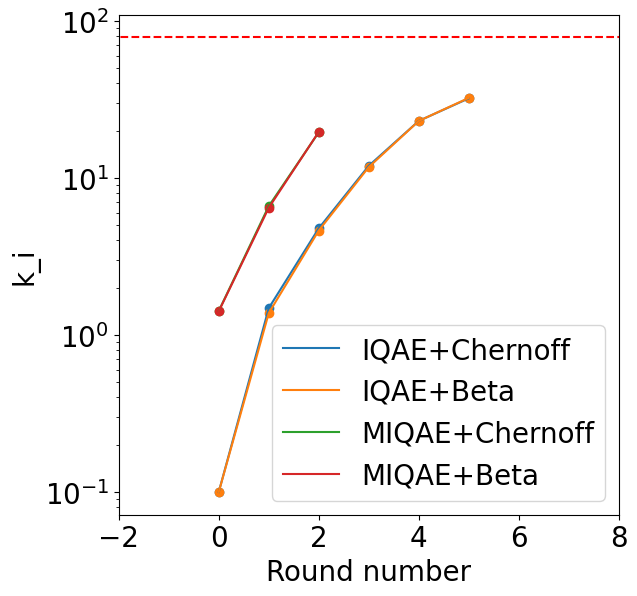 10²
10¹
10⁰
10⁻¹
k_i
IQAE+Chernoff
IQAE+Beta
MIQAE+Chernoff
MIQAE+Beta
−2 0 2 4 6 8
Round number